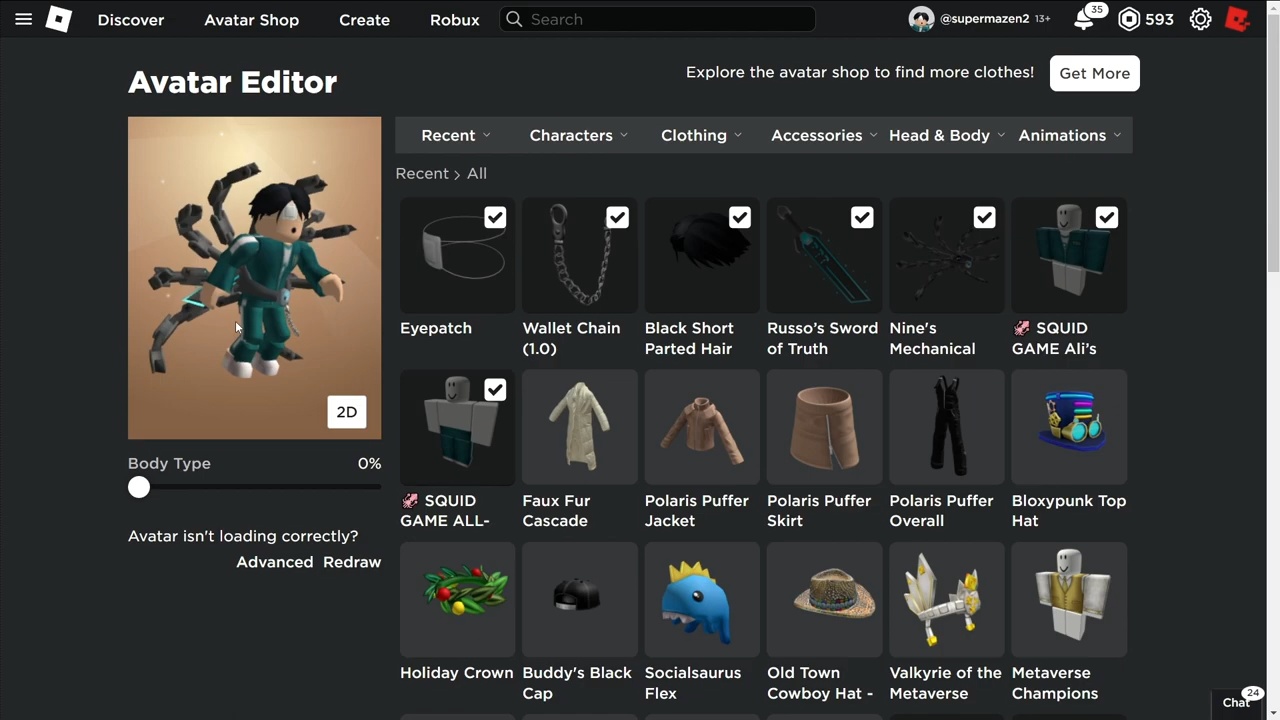 Discover
Avatar Shop
Create
Robux
Search
@supermazen2 13+
35
593
Avatar Editor
Explore the avatar shop to find more clothes!
Get More
Recent
Characters
Clothing
Accessories
Head & Body
Animations
Recent > All
2D
Body Type
0%
Avatar isn't loading correctly?
Advanced
Redraw
Eyepatch
Wallet Chain
(1.0)
Black Short
Parted Hair
Russo's Sword
of Truth
Nine's
Mechanical
SQUID
GAME Ali's
SQUID
GAME ALL-
Faux Fur
Cascade
Polaris Puffer
Jacket
Polaris Puffer
Skirt
Polaris Puffer
Overall
Bloxypunk Top
Hat
Holiday Crown
Buddy's Black
Cap
Socialsaurus
Flex
Old Town
Cowboy Hat -
Valkyrie of the
Metaverse
Metaverse
Champions
Chat
24